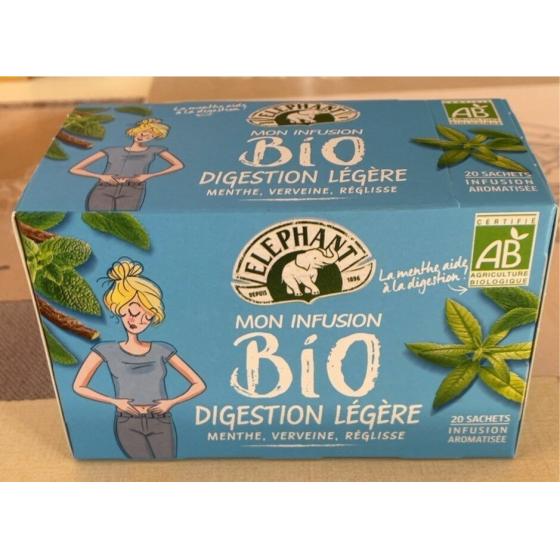 La menthe aide
à la digestion !
L'ELEPHANT
MON INFUSION
BIO
DIGESTION LÉGÈRE
MENTHE, VERVEINE, RÉGLISSE
AB
20 SACHETS
INFUSION
AROMATISÉE
L'ELEPHANT
DEPUIS 1896
MON INFUSION
BIO
DIGESTION LÉGÈRE
MENTHE, VERVEINE, RÉGLISSE
La menthe aide
à la digestion !
CERTIFIÉ
AB
AGRICULTURE
BIOLOGIQUE
20 SACHETS
INFUSION
AROMATISÉE